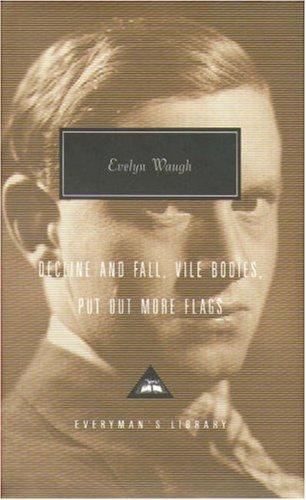 Evelyn Waugh
DECLINE AND FALL, VILE BODIES,
PUT OUT MORE FLAGS
EVERYMAN'S LIBRARY